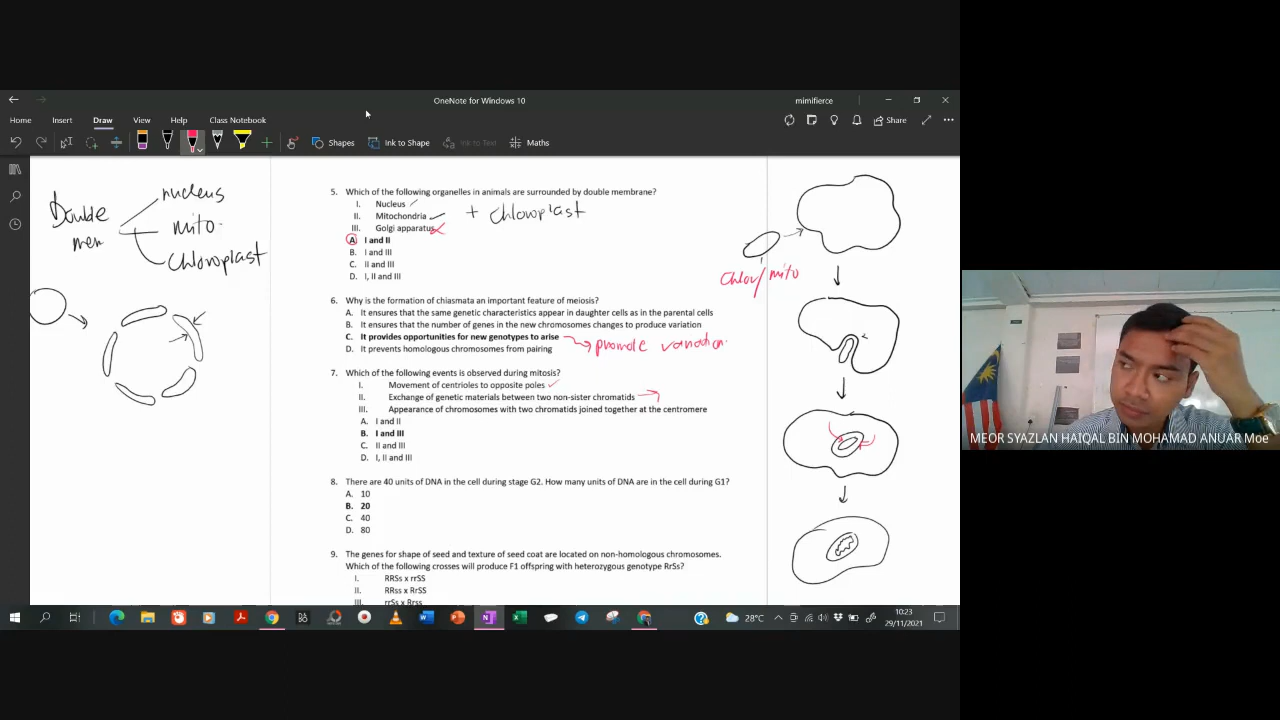 OneNote for Windows 10
mimifierce
Home Insert Draw View Help Class Notebook
Share
Shapes Ink to Shape Ink to Text Maths
Double mem
nucleus
mito.
chloroplast
5. Which of the following organelles in animals are surrounded by double membrane?
I. Nucleus
II. Mitochondria
III. Golgi apparatus
+ chloroplast
A. I and II
B. I and III
C. II and III
D. I, II and III
chlor/mito
6. Why is the formation of chiasmata an important feature of meiosis?
A. It ensures that the same genetic characteristics appear in daughter cells as in the parental cells
B. It ensures that the number of genes in the new chromosomes changes to produce variation
C. It provides opportunities for new genotypes to arise
promote variation.
D. It prevents homologous chromosomes from pairing
7. Which of the following events is observed during mitosis?
I. Movement of centrioles to opposite poles
II. Exchange of genetic materials between two non-sister chromatids
III. Appearance of chromosomes with two chromatids joined together at the centromere
A. I and II
B. I and III
C. II and III
D. I, II and III
8. There are 40 units of DNA in the cell during stage G2. How many units of DNA are in the cell during G1?
A. 10
B. 20
C. 40
D. 80
9. The genes for shape of seed and texture of seed coat are located on non-homologous chromosomes.
Which of the following crosses will produce F1 offspring with heterozygous genotype RrSs?
I. RRSs x rrSS
II. RRss x RrSS
III. rrSs x Rrss
MEOR SYAZLAN HAIQAL BIN MOHAMAD ANUAR Moe
28°C
10:23
29/11/2021